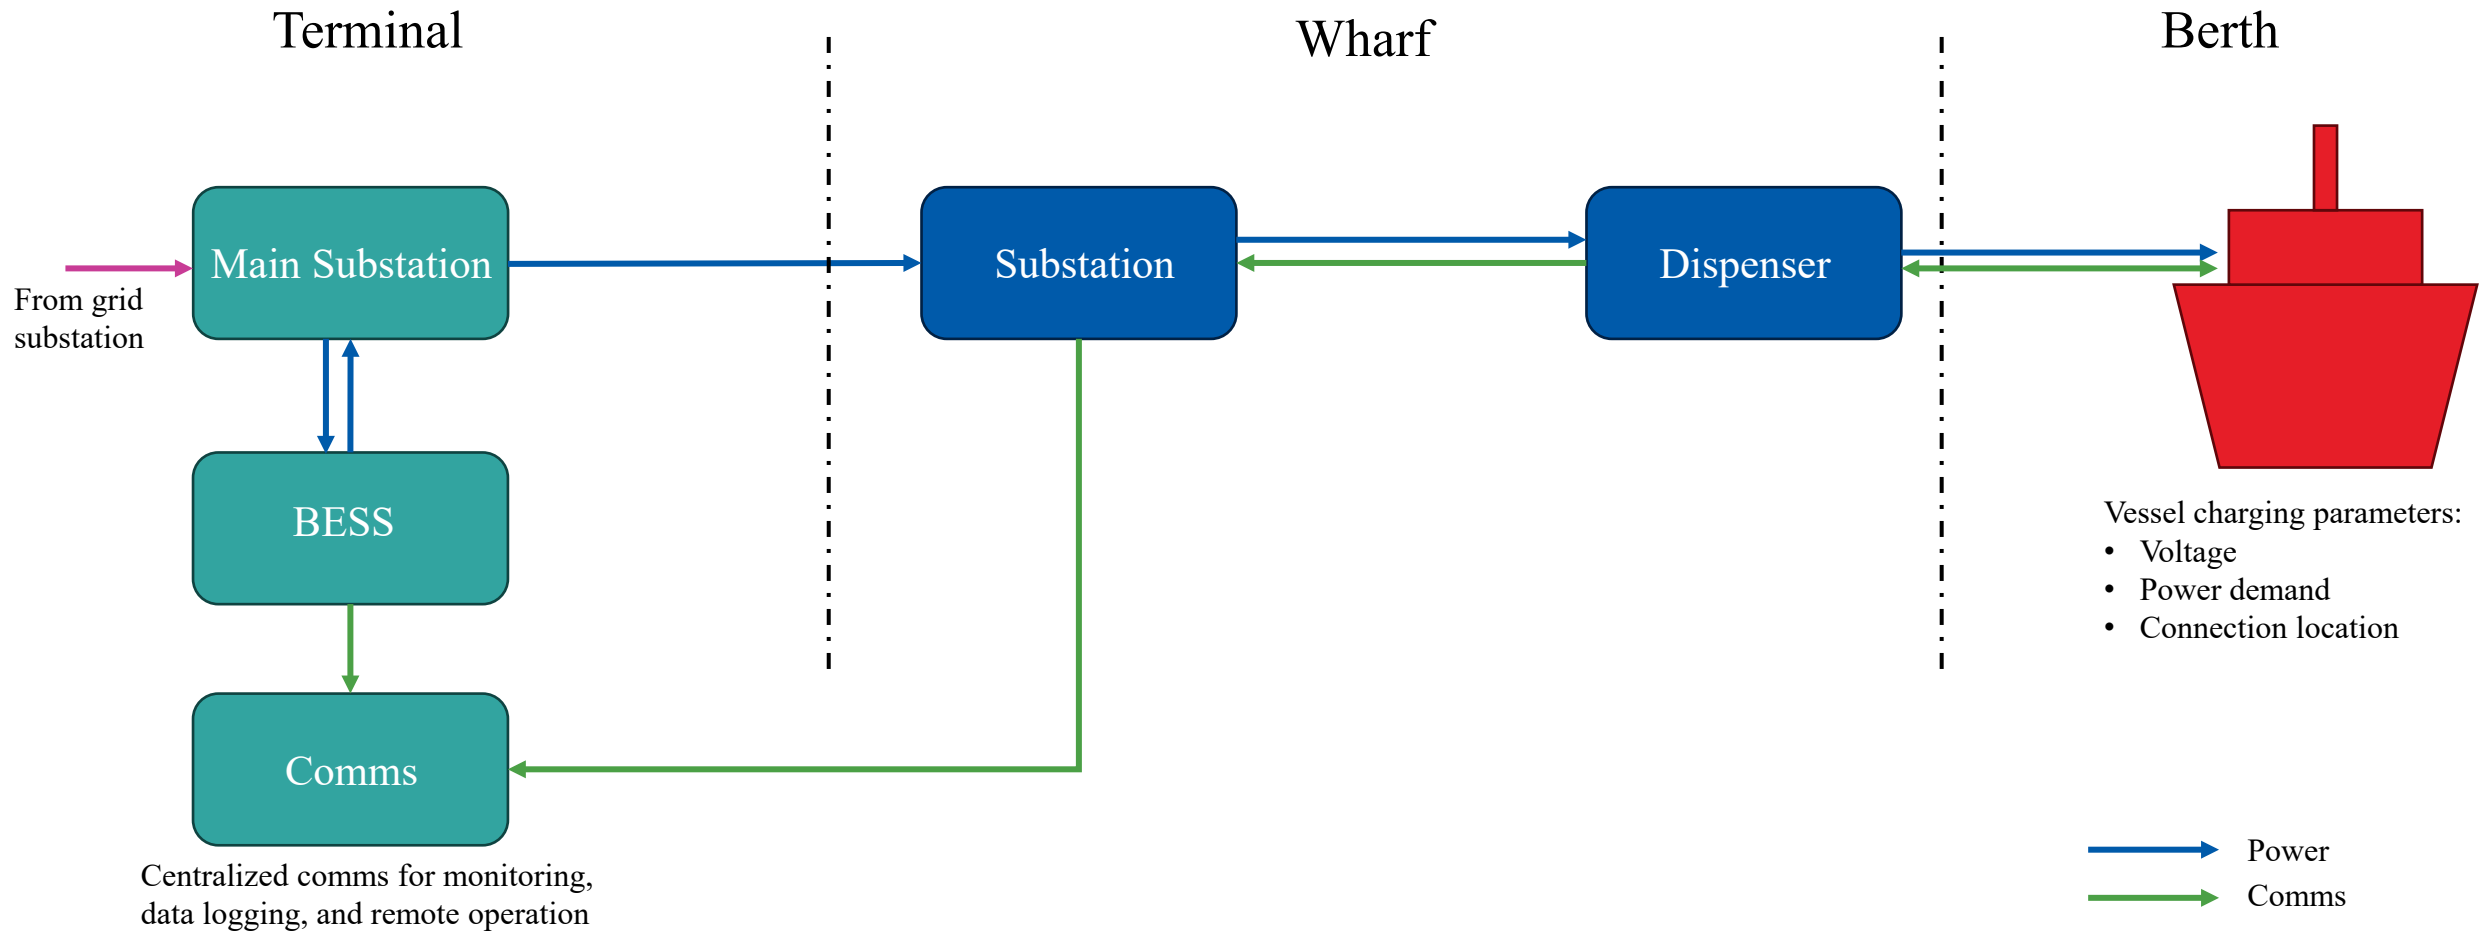 Terminal
Wharf
Berth
Main Substation
Substation
Dispenser
From grid
substation
BESS
Vessel charging parameters:
• Voltage
• Power demand
• Connection location
Comms
Centralized comms for monitoring,
data logging, and remote operation
Power
Comms